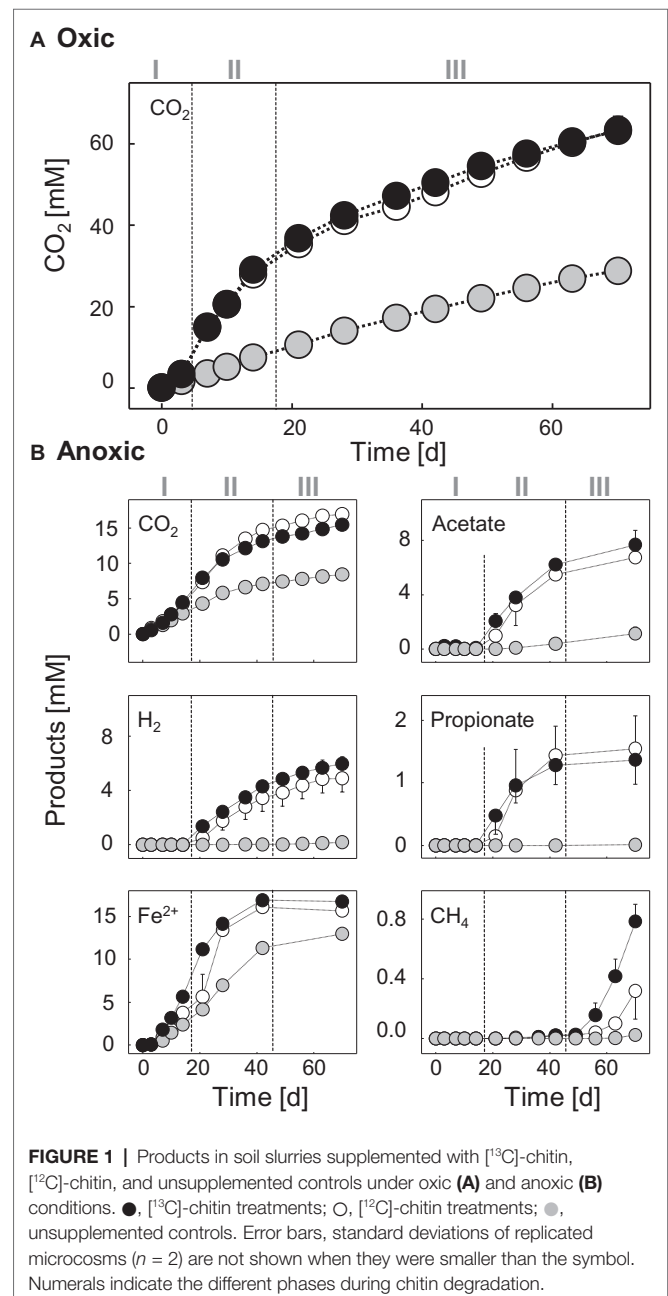 A Oxic
I II III
CO₂
CO₂ [mM]
60
40
20
0
0 20 40 60
Time [d]
B Anoxic
I II III
I II III
CO₂
15
10
5
0
Acetate
8
4
0
Products [mM]
H₂
8
4
0
Propionate
2
1
0
Fe²⁺
15
10
5
0
0 20 40 60
Time [d]
CH₄
0.8
0.4
0.0
0 20 40 60
Time [d]
FIGURE 1 | Products in soil slurries supplemented with [¹³C]-chitin,
[¹²C]-chitin, and unsupplemented controls under oxic (A) and anoxic (B)
conditions. ●, [¹³C]-chitin treatments; ○, [¹²C]-chitin treatments; ●,
unsupplemented controls. Error bars, standard deviations of replicated
microcosms (n = 2) are not shown when they were smaller than the symbol.
Numerals indicate the different phases during chitin degradation.